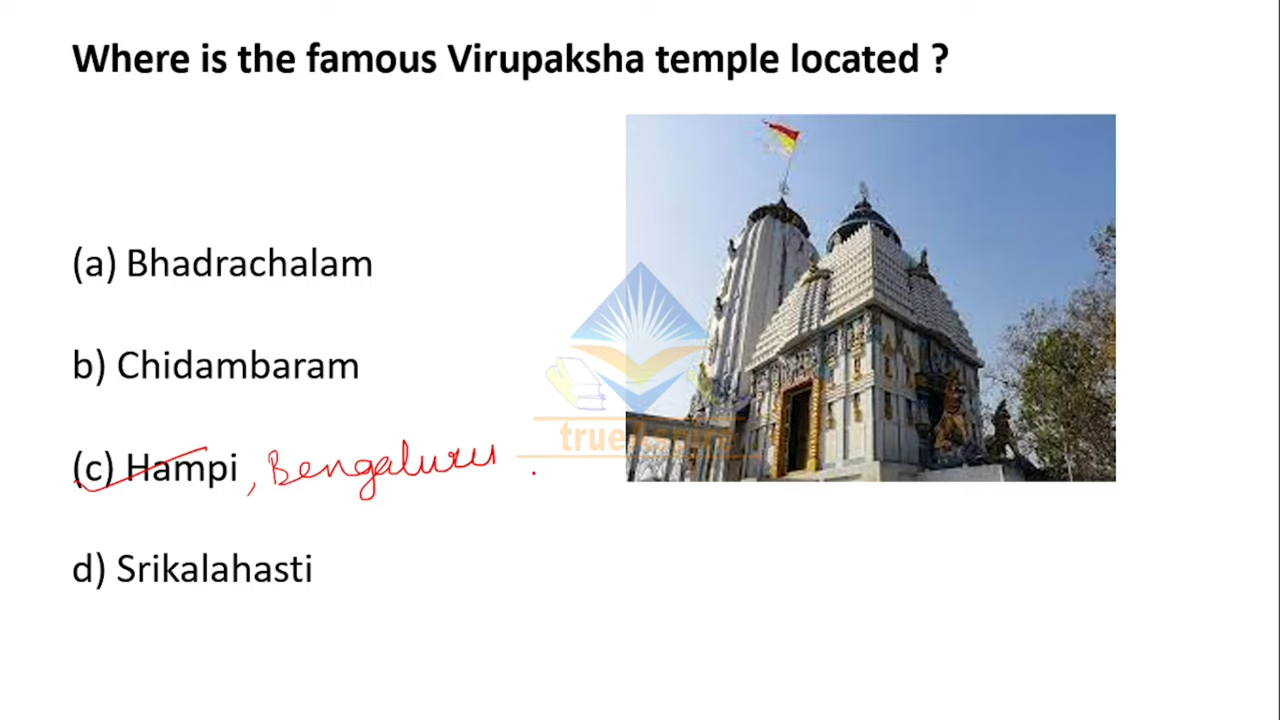 Where is the famous Virupaksha temple located ?
(a) Bhadrachalam
b) Chidambaram
(c) Hampi , Bengaluru .
d) Srikalahasti